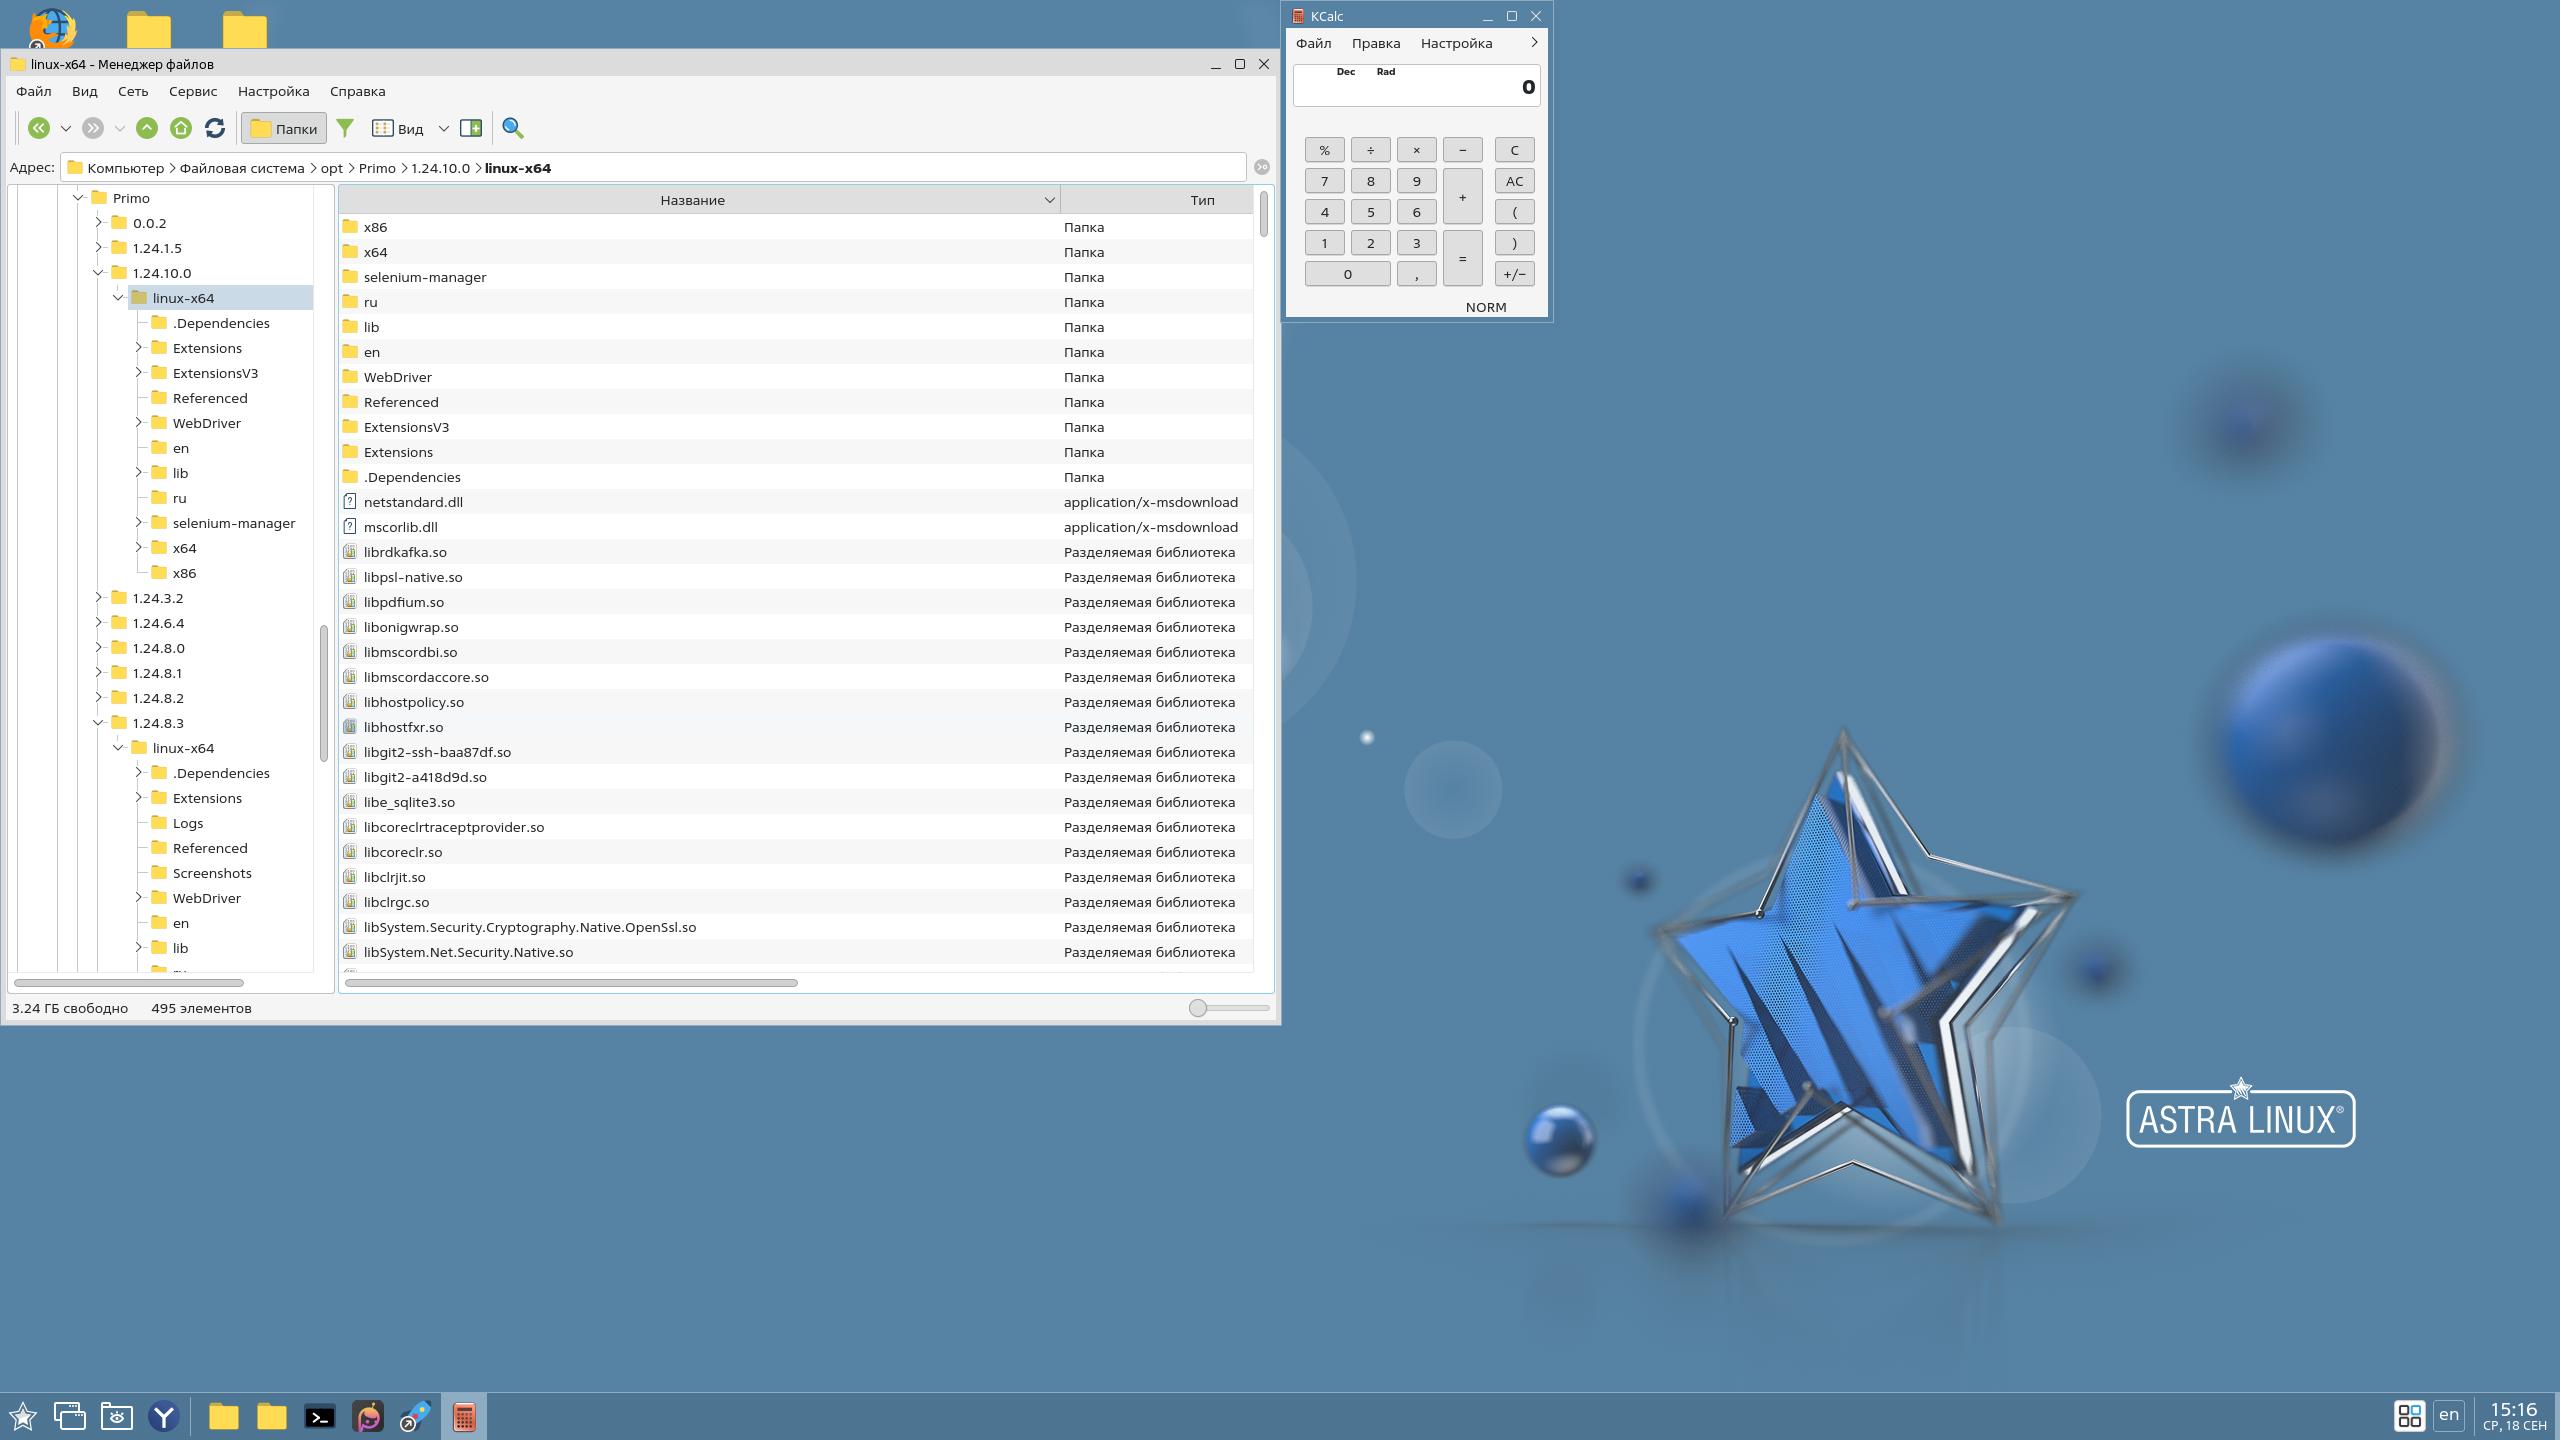 linux-x64 - Менеджер файлов
Файл Вид Сеть Сервис Настройка Справка
Папки Вид
Адрес: Компьютер Файловая система opt Primo 1.24.10.0 linux-x64
Primo
0.0.2
1.24.1.5
1.24.10.0
linux-x64
.Dependencies
Extensions
ExtensionsV3
Referenced
WebDriver
en
lib
ru
selenium-manager
x64
x86
1.24.3.2
1.24.6.4
1.24.8.0
1.24.8.1
1.24.8.2
1.24.8.3
linux-x64
.Dependencies
Extensions
Logs
Referenced
Screenshots
WebDriver
en
lib
Название Тип
x86 Папка
x64 Папка
selenium-manager Папка
ru Папка
lib Папка
en Папка
WebDriver Папка
Referenced Папка
ExtensionsV3 Папка
Extensions Папка
.Dependencies Папка
netstandard.dll application/x-msdownload
mscorlib.dll application/x-msdownload
librdkafka.so Разделяемая библиотека
libpsl-native.so Разделяемая библиотека
libpdfium.so Разделяемая библиотека
libonigwrap.so Разделяемая библиотека
libmscordbi.so Разделяемая библиотека
libmscordaccore.so Разделяемая библиотека
libhostpolicy.so Разделяемая библиотека
libhostfxr.so Разделяемая библиотека
libgit2-ssh-baa87df.so Разделяемая библиотека
libgit2-a418d9d.so Разделяемая библиотека
libe_sqlite3.so Разделяемая библиотека
libcoreclrtraceptprovider.so Разделяемая библиотека
libcoreclr.so Разделяемая библиотека
libclrjit.so Разделяемая библиотека
libclrgc.so Разделяемая библиотека
libSystem.Security.Cryptography.Native.OpenSsl.so Разделяемая библиотека
libSystem.Net.Security.Native.so Разделяемая библиотека
3.24 ГБ свободно 495 элементов
KCalc
Файл Правка Настройка
Dec Rad
0
% ÷ × − C
7 8 9 + AC
4 5 6 (
1 2 3 = )
0 , +/−
NORM
ASTRA LINUX®
en
15:16
СР, 18 СЕН